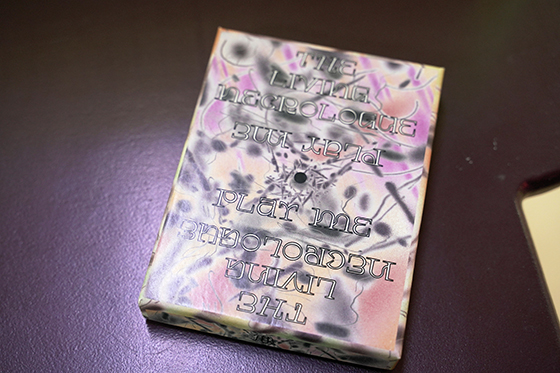 THE
LIVING
NECROLOGUE
PLAY ME
PLAY ME
NECROLOGUE
LIVING
THE